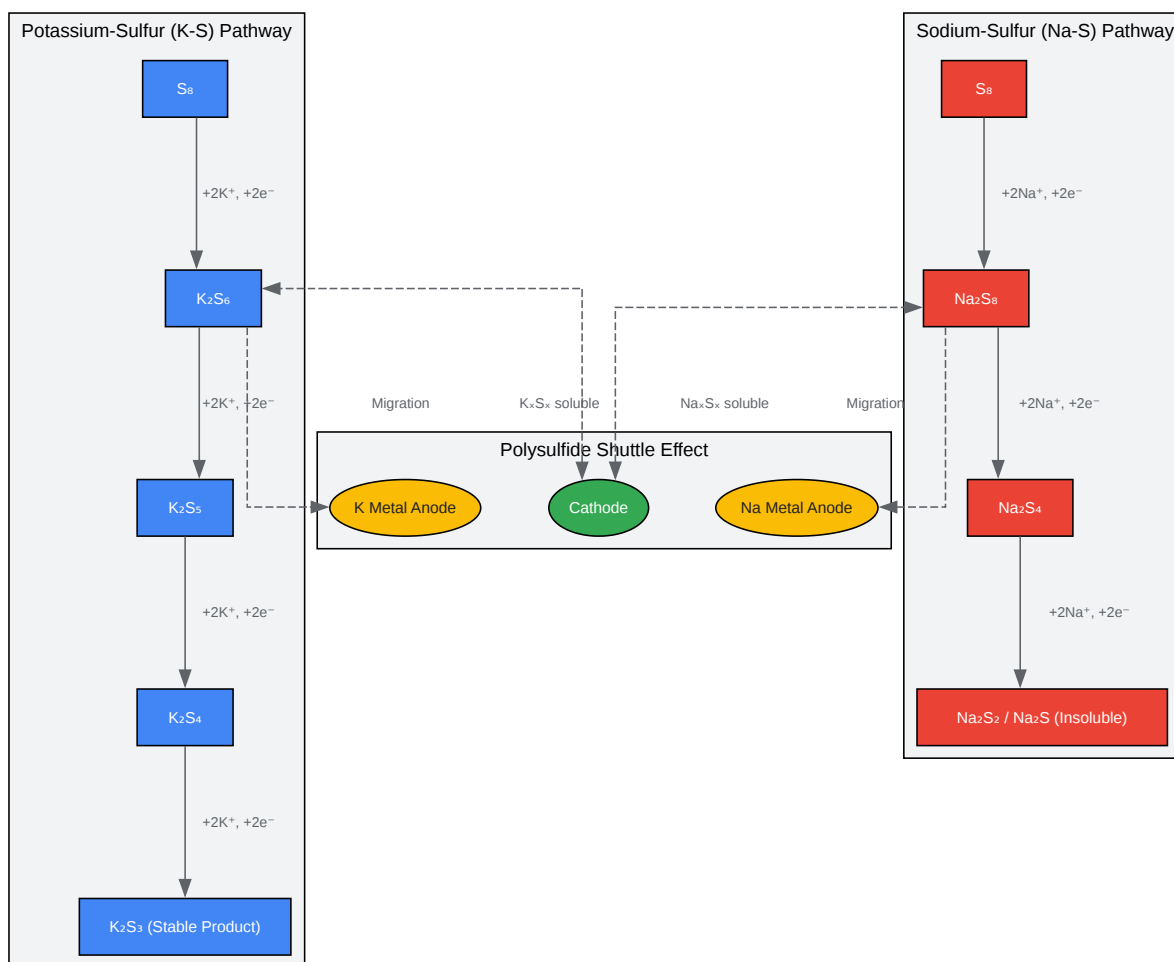 Potassium-Sulfur (K-S) Pathway
S₈
+2K⁺, +2e⁻
K₂S₆
+2K⁺, +2e⁻
K₂S₅
+2K⁺, +2e⁻
K₂S₄
+2K⁺, +2e⁻
K₂S₃ (Stable Product)
Migration
KₓSₓ soluble
NaₓSₓ soluble
Migration
Polysulfide Shuttle Effect
K Metal Anode
Cathode
Na Metal Anode
Sodium-Sulfur (Na-S) Pathway
S₈
+2Na⁺, +2e⁻
Na₂S₈
+2Na⁺, +2e⁻
Na₂S₄
+2Na⁺, +2e⁻
Na₂S₂ / Na₂S (Insoluble)